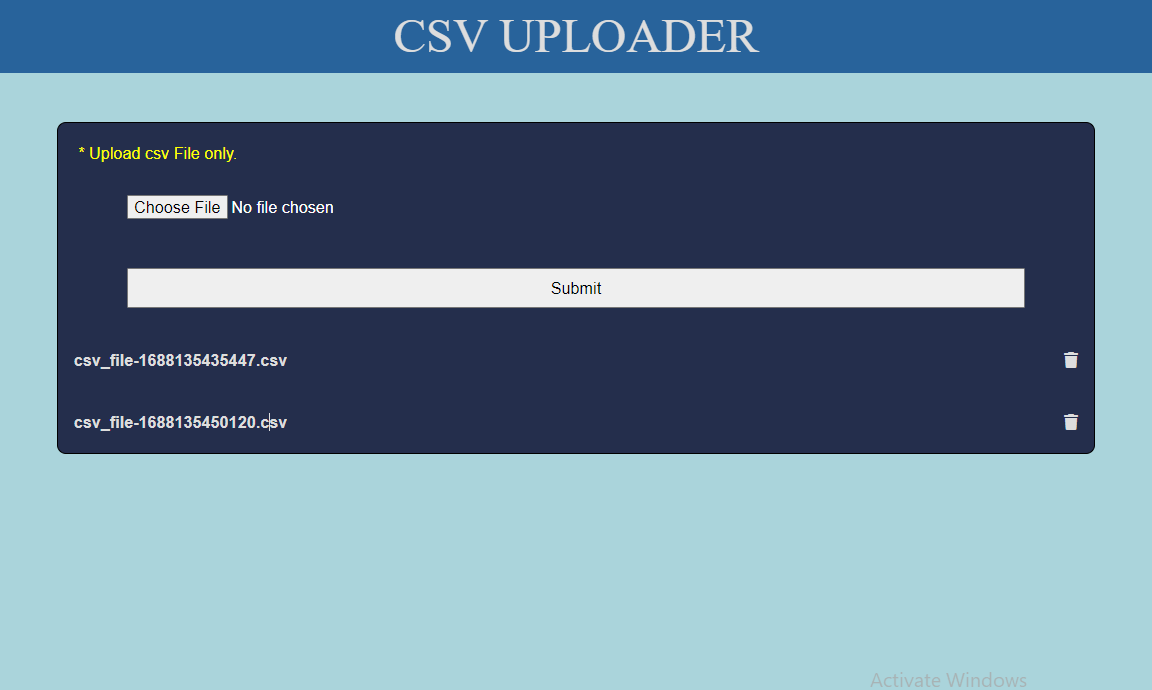 CSV UPLOADER
* Upload csv File only.
Choose File No file chosen
Submit
csv_file-1688135435447.csv
csv_file-1688135450120.csv
Activate Windows